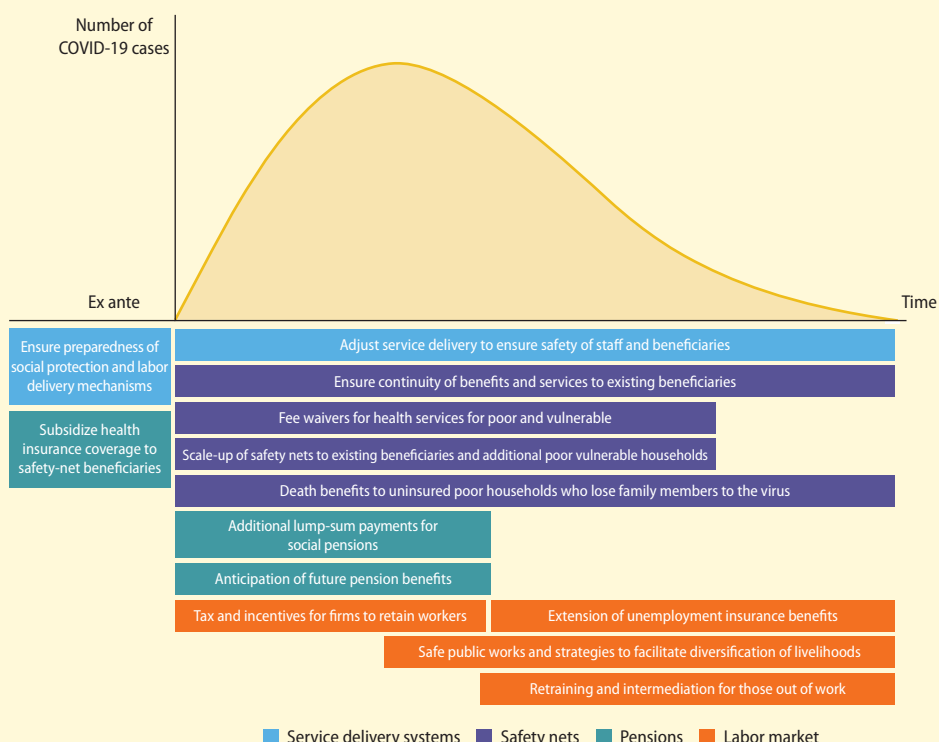 Number of
COVID-19 cases
Ex ante
Time
Ensure preparedness of
social protection and labor
delivery mechanisms
Subsidize health
insurance coverage to
safety-net beneficiaries
Adjust service delivery to ensure safety of staff and beneficiaries
Ensure continuity of benefits and services to existing beneficiaries
Fee waivers for health services for poor and vulnerable
Scale-up of safety nets to existing beneficiaries and additional poor vulnerable households
Death benefits to uninsured poor households who lose family members to the virus
Additional lump-sum payments for
social pensions
Anticipation of future pension benefits
Tax and incentives for firms to retain workers
Extension of unemployment insurance benefits
Safe public works and strategies to facilitate diversification of livelihoods
Retraining and intermediation for those out of work
Service delivery systems
Safety nets
Pensions
Labor market